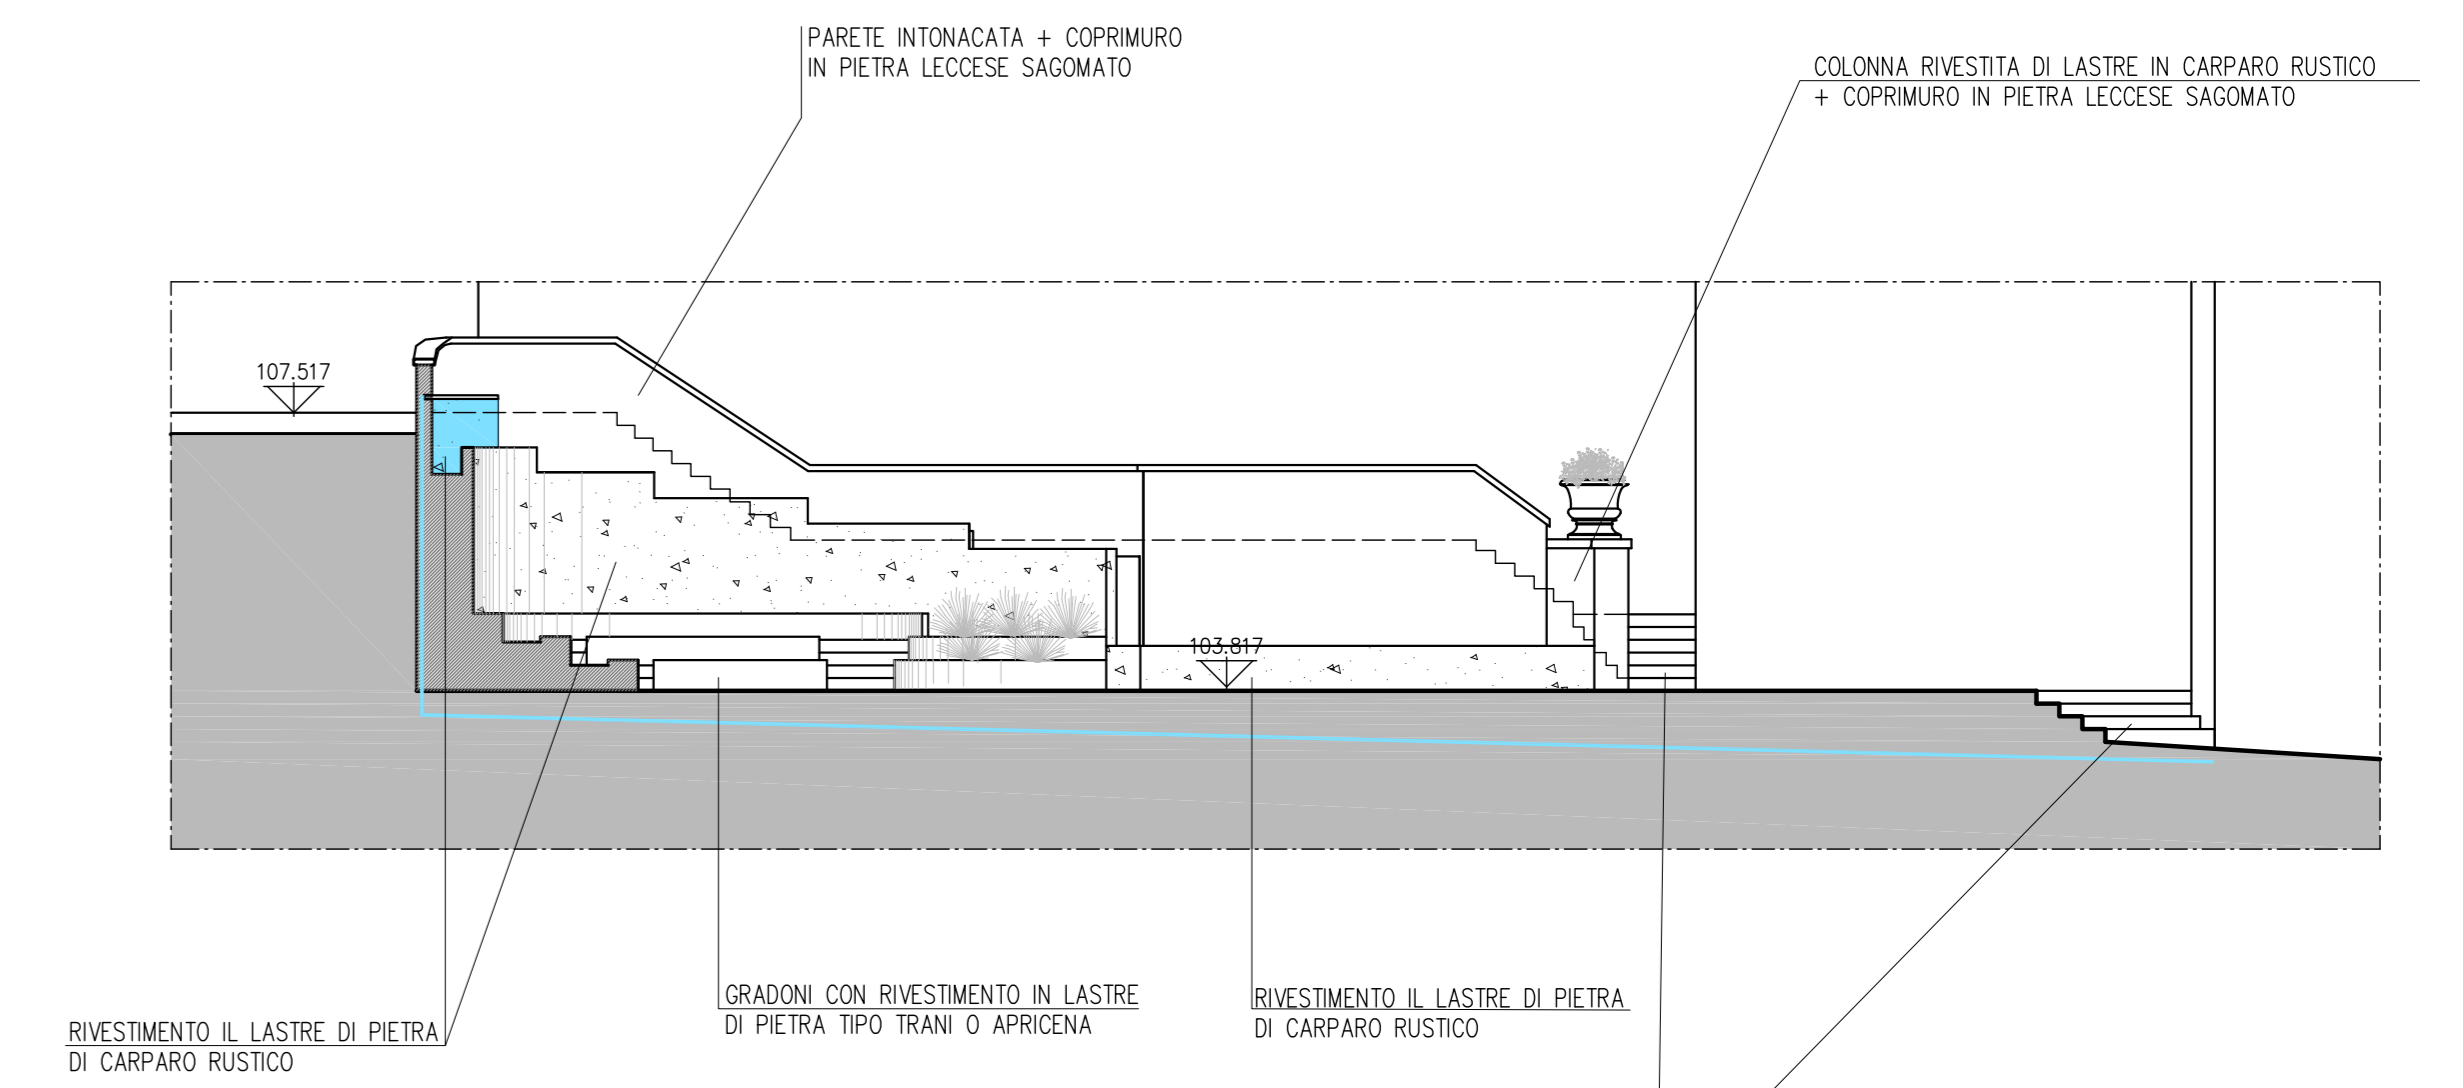 PARETE INTONACATA + COPRIMURO
IN PIETRA LECCESE SAGOMATO
COLONNA RIVESTITA DI LASTRE IN CARPARO RUSTICO
+ COPRIMURO IN PIETRA LECCESE SAGOMATO
107.517
103.817
GRADONI CON RIVESTIMENTO IN LASTRE
DI PIETRA TIPO TRANI O APRICENA
RIVESTIMENTO IL LASTRE DI PIETRA
DI CARPARO RUSTICO
RIVESTIMENTO IL LASTRE DI PIETRA
DI CARPARO RUSTICO